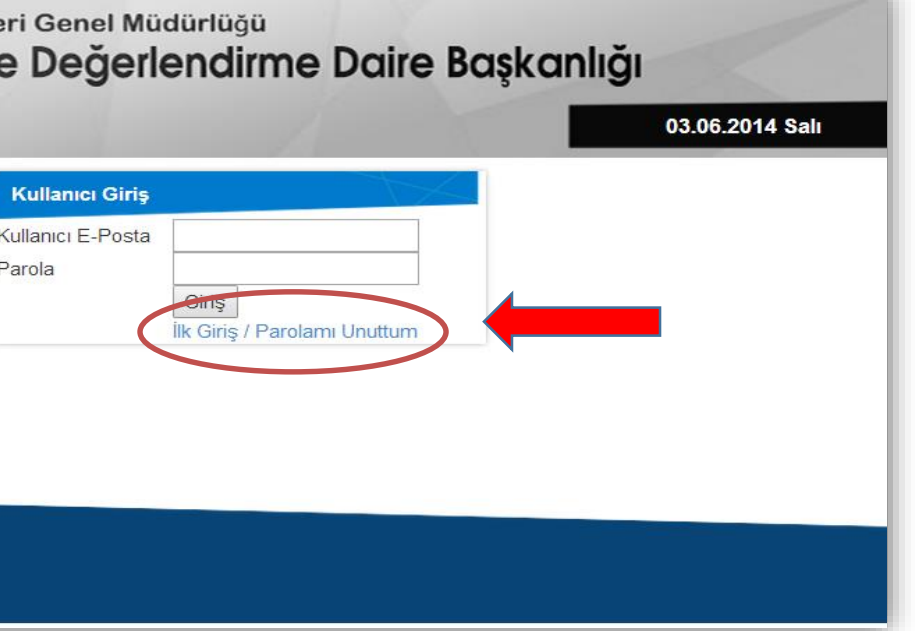 eri Genel Müdürlüğü
e Değerlendirme Daire Başkanlığı
03.06.2014 Salı
Kullanıcı Giriş
Kullanıcı E-Posta
Parola
Giriş
İlk Giriş / Parolamı Unuttum